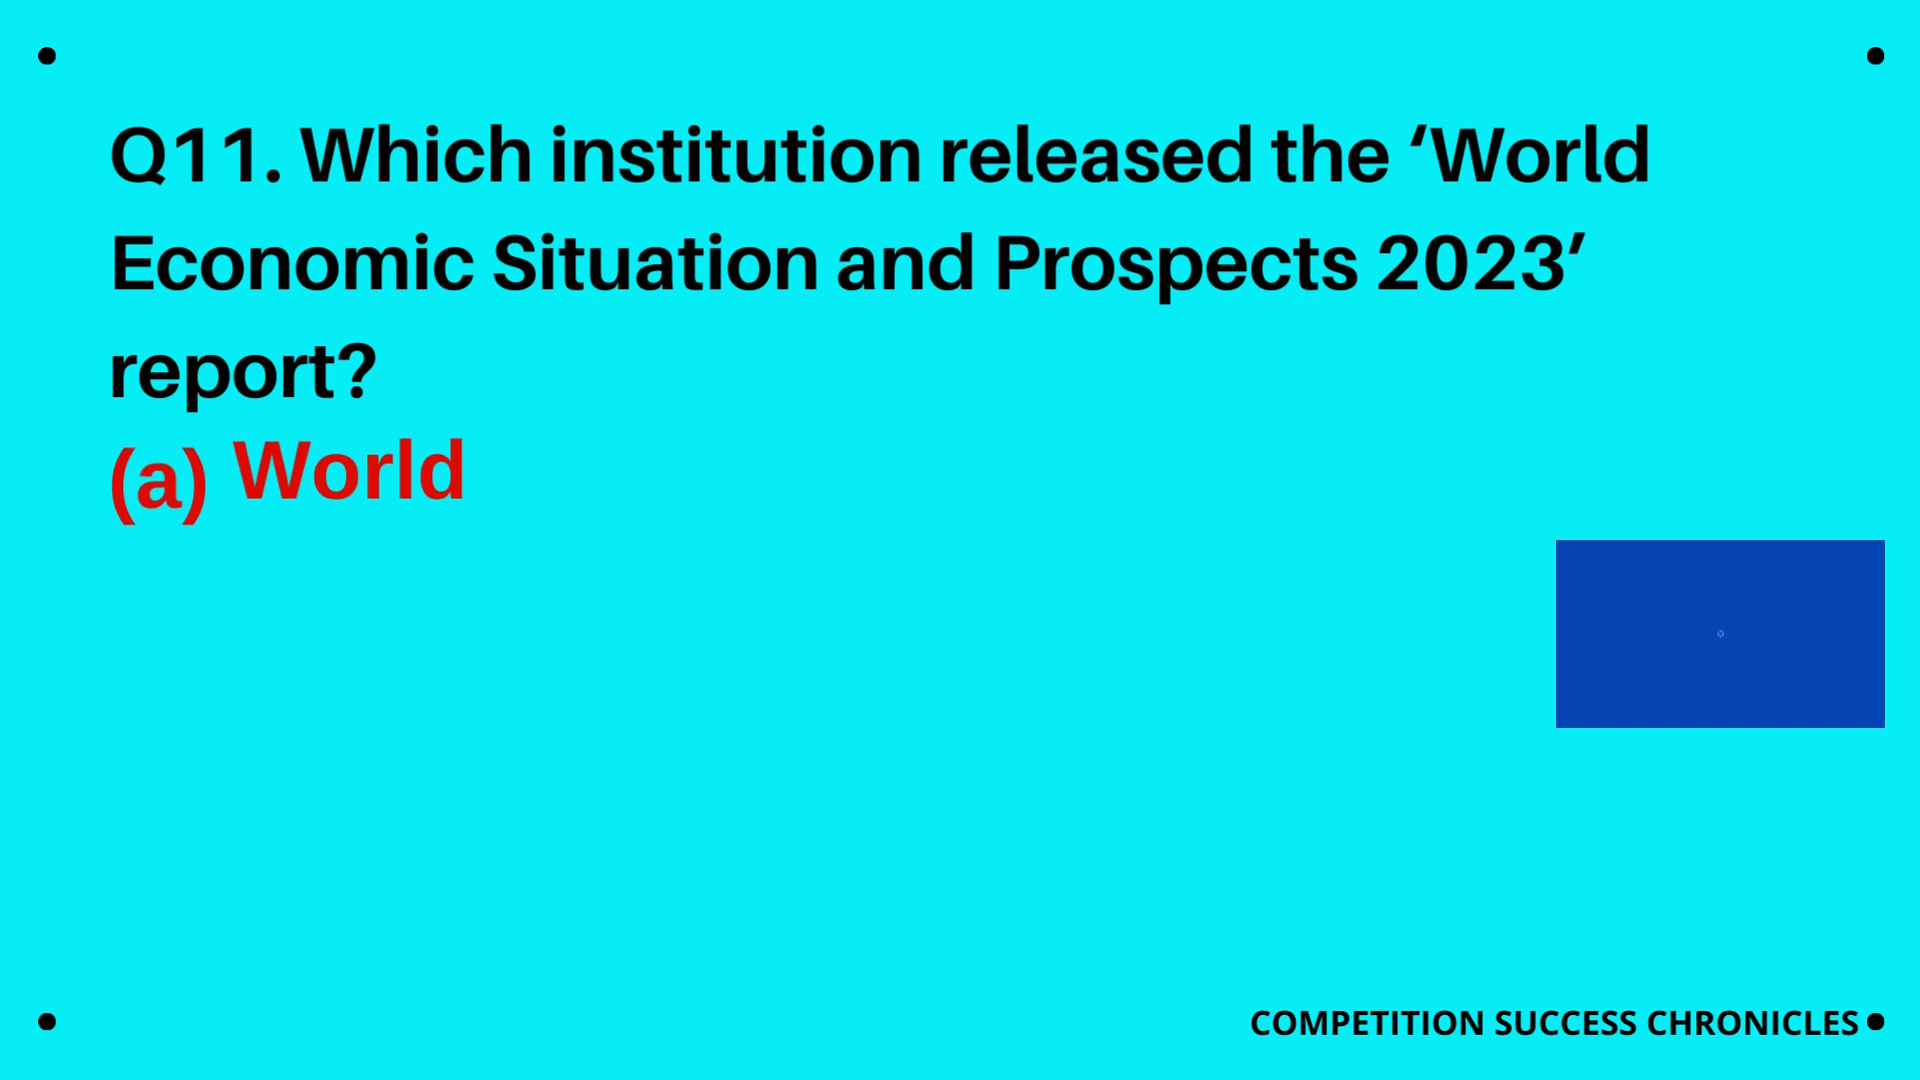 Q11. Which institution released the ‘World
Economic Situation and Prospects 2023’
report?
(a) World
COMPETITION SUCCESS CHRONICLES